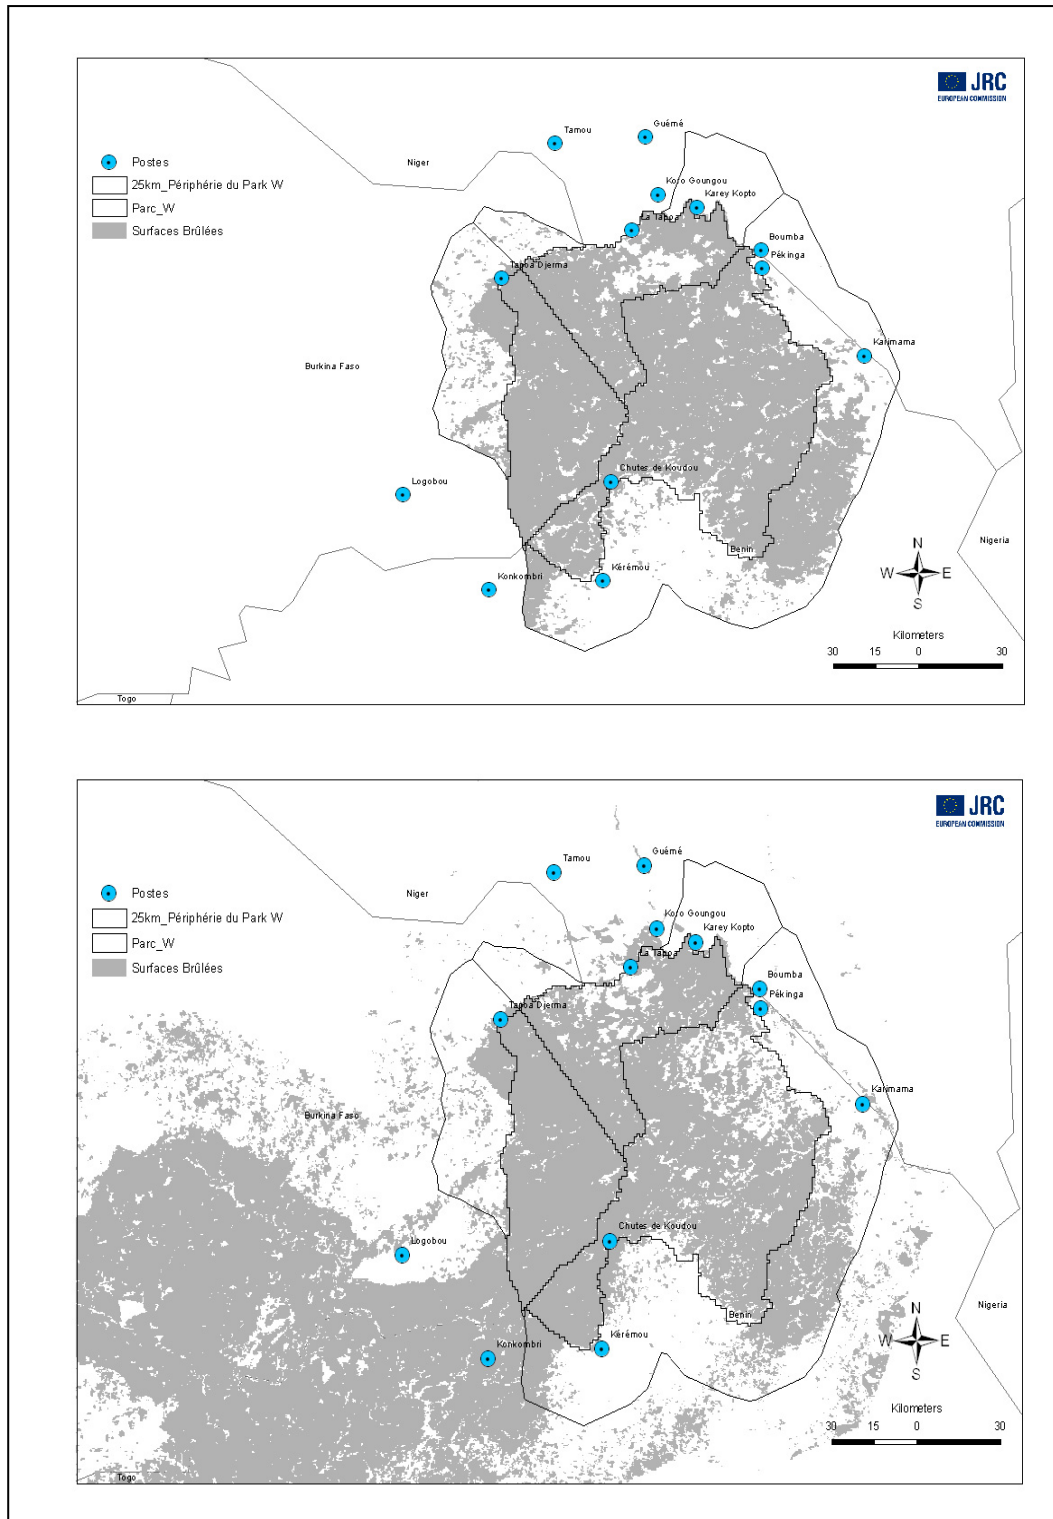 JRC
EUROPEAN COMMISSION
Guémé
Tamou
Postes
Niger
Koro Goungou
25km_Périphérie du Park W
Karey Kopto
Parc_W
La Tapoa
Surfaces Brûlées
Boumba
Pékinga
Tapoa Djerma
Karimama
Burkina Faso
Chutes de Koudou
Logobou
Nigeria
N
Benin
W E
Kérémou
Konkombri
S
Kilometers
30 15 0 30
Togo
JRC
EUROPEAN COMMISSION
Guémé
Tamou
Postes
Niger
Koro Goungou
25km_Périphérie du Park W
Karey Kopto
Parc_W
La Tapoa
Surfaces Brûlées
Boumba
Pékinga
Tapoa Djerma
Karimama
Burkina Faso
Chutes de Koudou
Logobou
Nigeria
N
Benin
W E
Kérémou
Konkombri
S
Kilometers
30 15 0 30
Togo